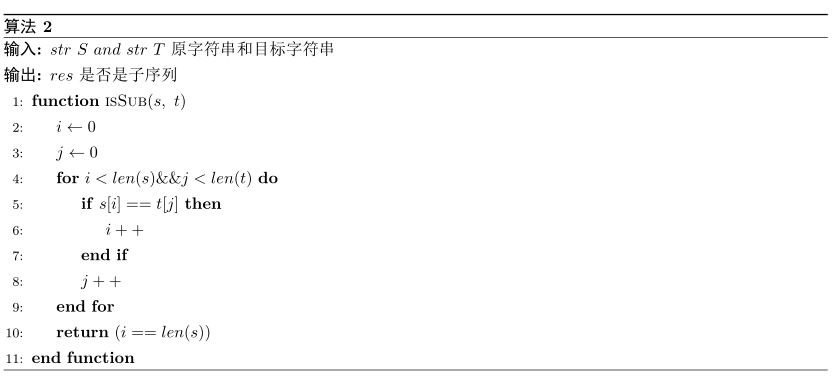 算法 2
输入: str S and str T 原字符串和目标字符串
输出: res 是否是子序列
1: function isSub(s, t)
2: i ← 0
3: j ← 0
4: for i < len(s)&&j < len(t) do
5: if s[i] == t[j] then
6: i + +
7: end if
8: j + +
9: end for
10: return (i == len(s))
11: end function